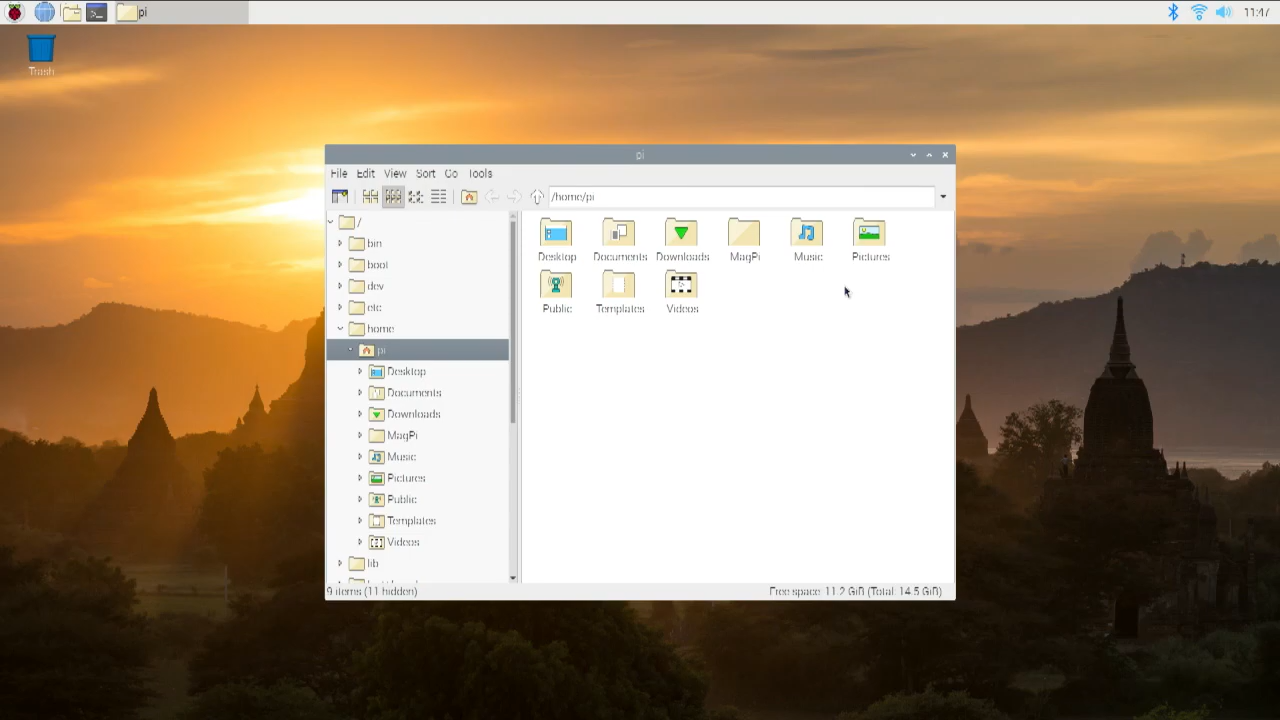 pi
11:47
Trash
pi
File Edit View Sort Go Tools
/home/pi
/
bin
boot
dev
etc
home
pi
Desktop
Documents
Downloads
MagPi
Music
Pictures
Public
Templates
Videos
lib
Desktop Documents Downloads MagPi Music Pictures
Public Templates Videos
9 items (11 hidden)
Free space: 11.2 GiB (Total: 14.5 GiB)